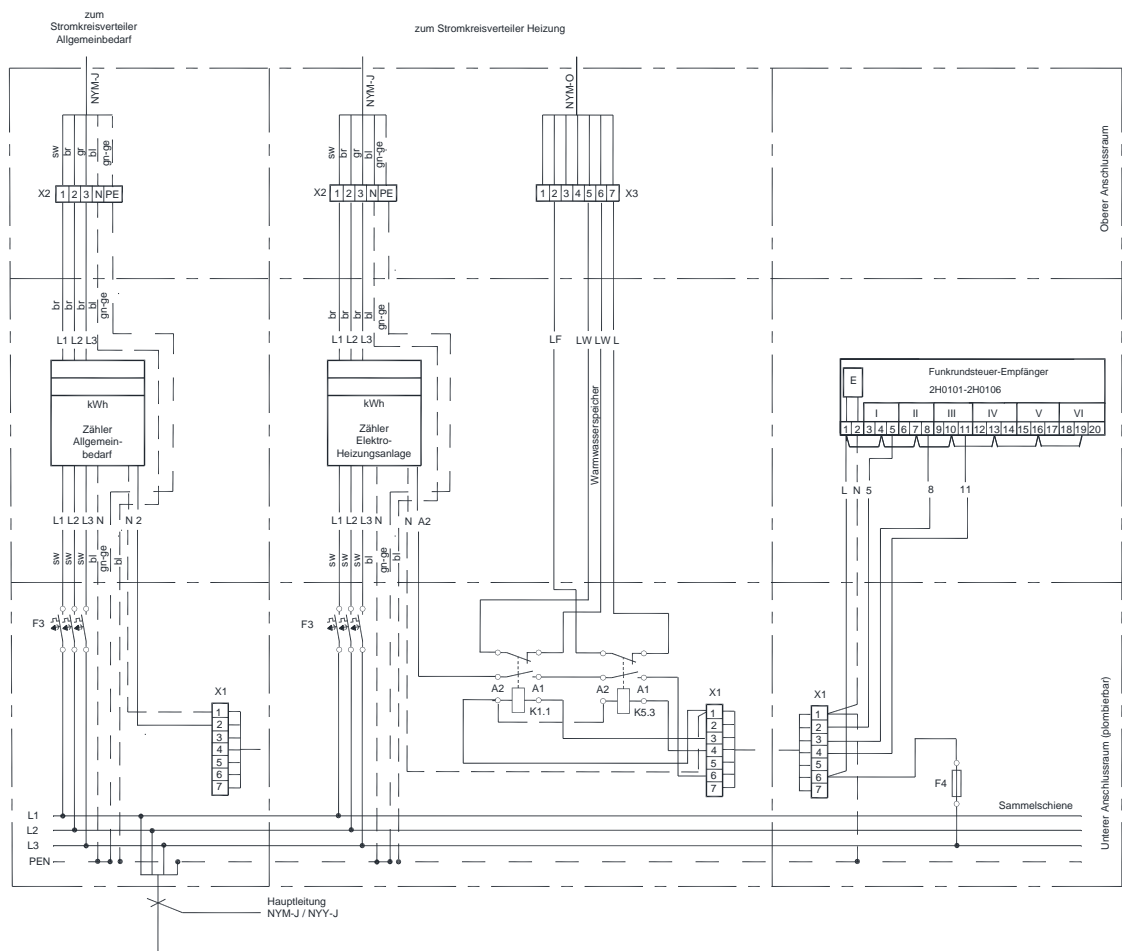 zum
Stromkreisverteiler
Allgemeinbedarf
zum Stromkreisverteiler Heizung
NYM-J
NYM-J
NYM-O
sw br gr bl gn-ge
sw br gr bl gn-ge
X2 1 2 3 N PE
X2 1 2 3 N PE
1 2 3 4 5 6 7 X3
Oberer Anschlussraum
br br gr bl gn-ge
br br gr bl gn-ge
L1 L2 L3
L1 L2 L3
LF LW LW L
kWh
Zähler
Allgemein-
bedarf
kWh
Zähler
Elektro-
Heizungsanlage
Warmwasserspeicher
E
Funkrundsteuer-Empfänger
2H0101-2H0106
I II III IV V VI
1 2 3 4 5 6 7 8 9 10 11 12 13 14 15 16 17 18 19 20
L N 5 8 11
L1 L2 L3 N N 2
L1 L2 L3 N N A2
sw sw sw bl gn-ge bl
sw sw sw bl gn-ge bl
F3
F3
A2 A1 K1.1
A2 A1 K5.3
X1
1
2
3
4
5
6
7
X1
1
2
3
4
5
6
7
X1
1
2
3
4
5
6
7
F4
Unterer Anschlussraum (plombierbar)
Sammelschiene
L1
L2
L3
PEN
Hauptleitung
NYM-J / NYY-J